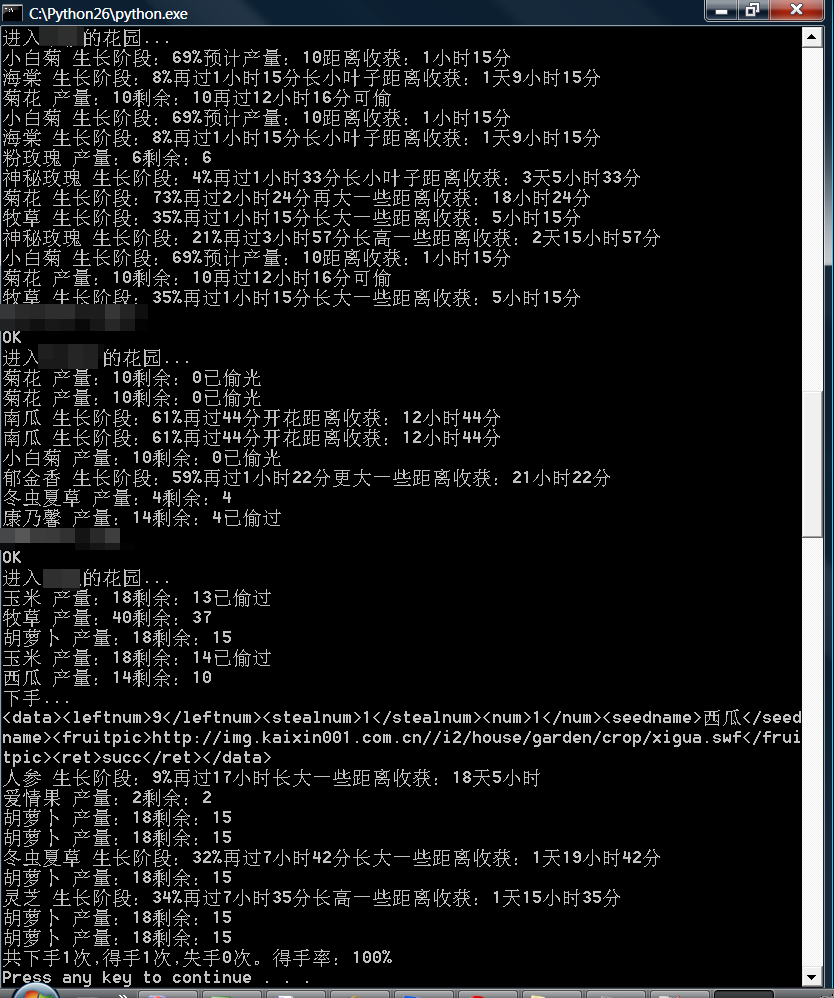 C:\Python26\python.exe
进入 的花园...
小白菊 生长阶段：69%预计产量：10距离收获：1小时15分
海棠 生长阶段：8%再过1小时15分长小叶子距离收获：1天9小时15分
菊花 产量：10剩余：10再过12小时16分可偷
小白菊 生长阶段：69%预计产量：10距离收获：1小时15分
海棠 生长阶段：8%再过1小时15分长小叶子距离收获：1天9小时15分
粉玫瑰 产量：6剩余：6
神秘玫瑰 生长阶段：4%再过1小时33分长小叶子距离收获：3天5小时33分
菊花 生长阶段：73%再过2小时24分再大一些距离收获：18小时24分
牧草 生长阶段：35%再过1小时15分长大一些距离收获：5小时15分
神秘玫瑰 生长阶段：21%再过3小时57分长高一些距离收获：2天15小时57分
小白菊 生长阶段：69%预计产量：10距离收获：1小时15分
菊花 产量：10剩余：10再过12小时16分可偷
牧草 生长阶段：35%再过1小时15分长大一些距离收获：5小时15分
OK
进入 的花园...
菊花 产量：10剩余：0已偷光
菊花 产量：10剩余：0已偷光
南瓜 生长阶段：61%再过44分开花距离收获：12小时44分
南瓜 生长阶段：61%再过44分开花距离收获：12小时44分
小白菊 产量：10剩余：0已偷光
郁金香 生长阶段：59%再过1小时22分更大一些距离收获：21小时22分
冬虫夏草 产量：4剩余：4
康乃馨 产量：14剩余：4已偷过
OK
进入 的花园...
玉米 产量：18剩余：13已偷过
牧草 产量：40剩余：37
胡萝卜 产量：18剩余：15
玉米 产量：18剩余：14已偷过
西瓜 产量：14剩余：10
下手...
<data><leftnum>9</leftnum><stealnum>1</stealnum><num>1</num><seedname>西瓜</seed
name><fruitpic>http://img.kaixin001.com.cn//i2/house/garden/crop/xigua.swf</frui
tpic><ret>succ</ret></data>
人参 生长阶段：9%再过17小时长大一些距离收获：18天5小时
爱情果 产量：2剩余：2
胡萝卜 产量：18剩余：15
胡萝卜 产量：18剩余：15
冬虫夏草 生长阶段：32%再过7小时42分长大一些距离收获：1天19小时42分
胡萝卜 产量：18剩余：15
灵芝 生长阶段：34%再过7小时35分长高一些距离收获：1天15小时35分
胡萝卜 产量：18剩余：15
胡萝卜 产量：18剩余：15
共下手1次,得手1次,失手0次。得手率：100%
Press any key to continue . . .